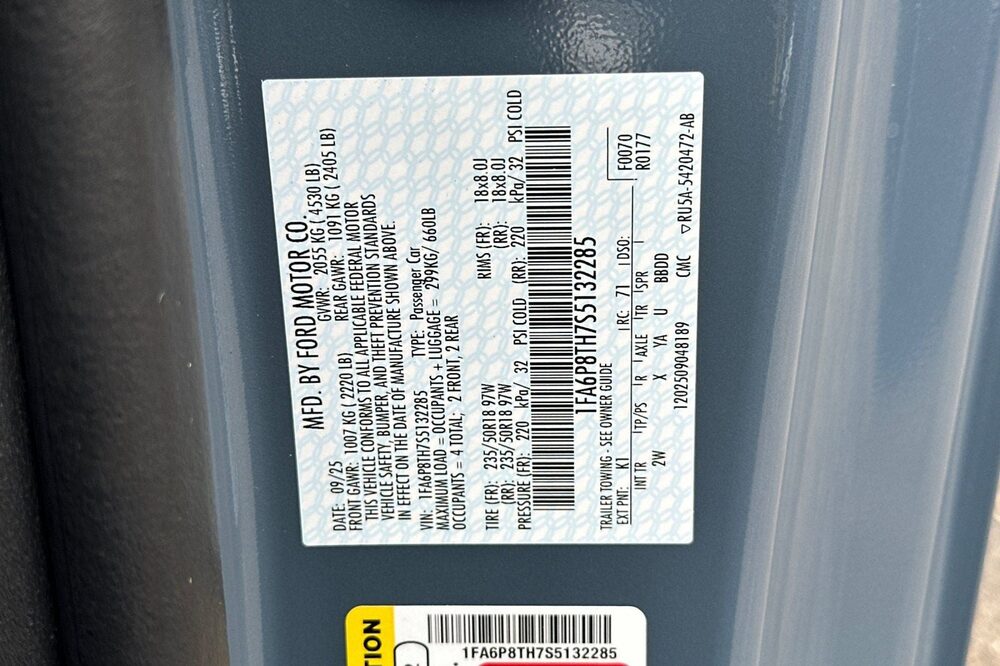 MFD. BY FORD MOTOR CO.
DATE: 09/25 GVWR: 2055 KG ( 4530 LB)
FRONT GAWR: 1007 KG ( 2220 LB) REAR GAWR: 1091 KG ( 2405 LB)
THIS VEHICLE CONFORMS TO ALL APPLICABLE FEDERAL MOTOR
VEHICLE SAFETY, BUMPER, AND THEFT PREVENTION STANDARDS
IN EFFECT ON THE DATE OF MANUFACTURE SHOWN ABOVE.
VIN: 1FA6P8TH7S5132285 TYPE: Passenger Car
MAXIMUM LOAD = OCCUPANTS + LUGGAGE = 299KG/ 660LB
OCCUPANTS = 4 TOTAL; 2 FRONT, 2 REAR
TIRE (FR): 235/50R18 97W RIMS (FR): 18x8.0J
(RR): 235/50R18 97W (RR): 18x8.0J
PRESSURE (FR): 220 kPa/ 32 PSI COLD (RR): 220 kPa/ 32 PSI COLD
1FA6P8TH7S5132285
TRAILER TOWING - SEE OWNER GUIDE
EXT PNT: K1 RC: 71 DSO: F0070
INT TR TP/PS R AXLE TR SPR R0177
2W X YA U BBDD
120250904818​9 CMC ▽RU5A-5420472-AB
TION
1FA6P8TH7S5132285